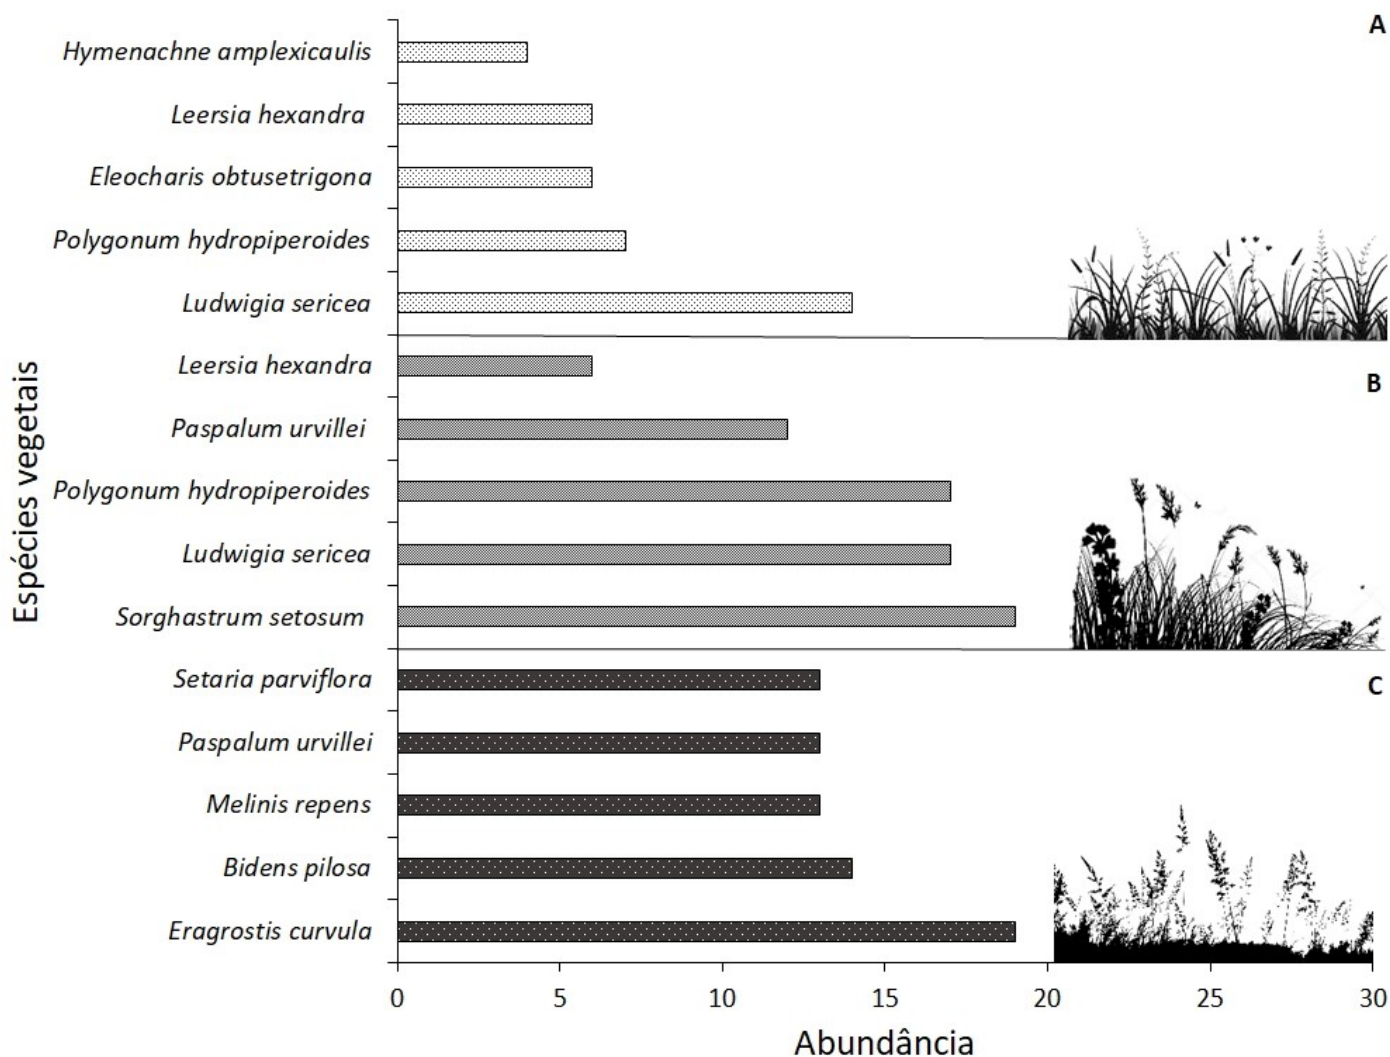 A
Hymenachne amplexicaulis
Leersia hexandra
Eleocharis obtusetrigona
Polygonum hydropiperoides
Ludwigia sericea
Leersia hexandra
B
Paspalum urvillei
Polygonum hydropiperoides
Ludwigia sericea
Sorghastrum setosum
Setaria parviflora
C
Paspalum urvillei
Melinis repens
Bidens pilosa
Eragrostis curvula
Espécies vegetais
0 5 10 15 20 25 30
Abundância